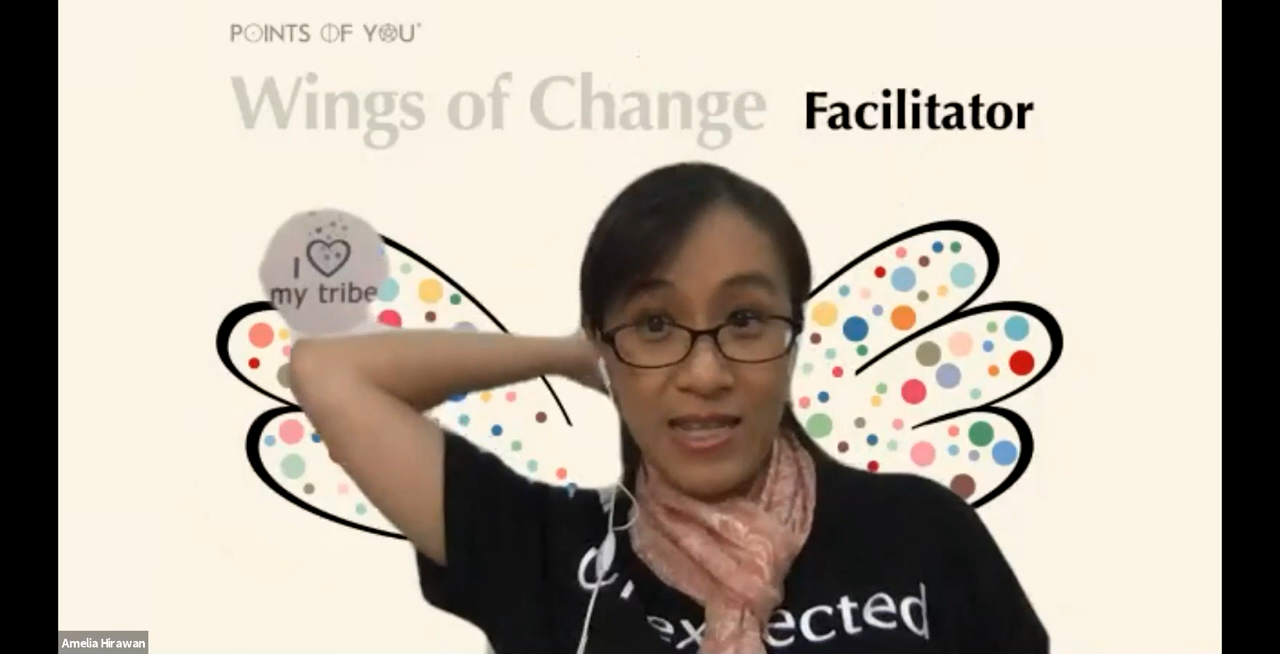 POINTS OF YOU®
Wings of Change Facilitator
I
my tribe
Amelia Hirawan